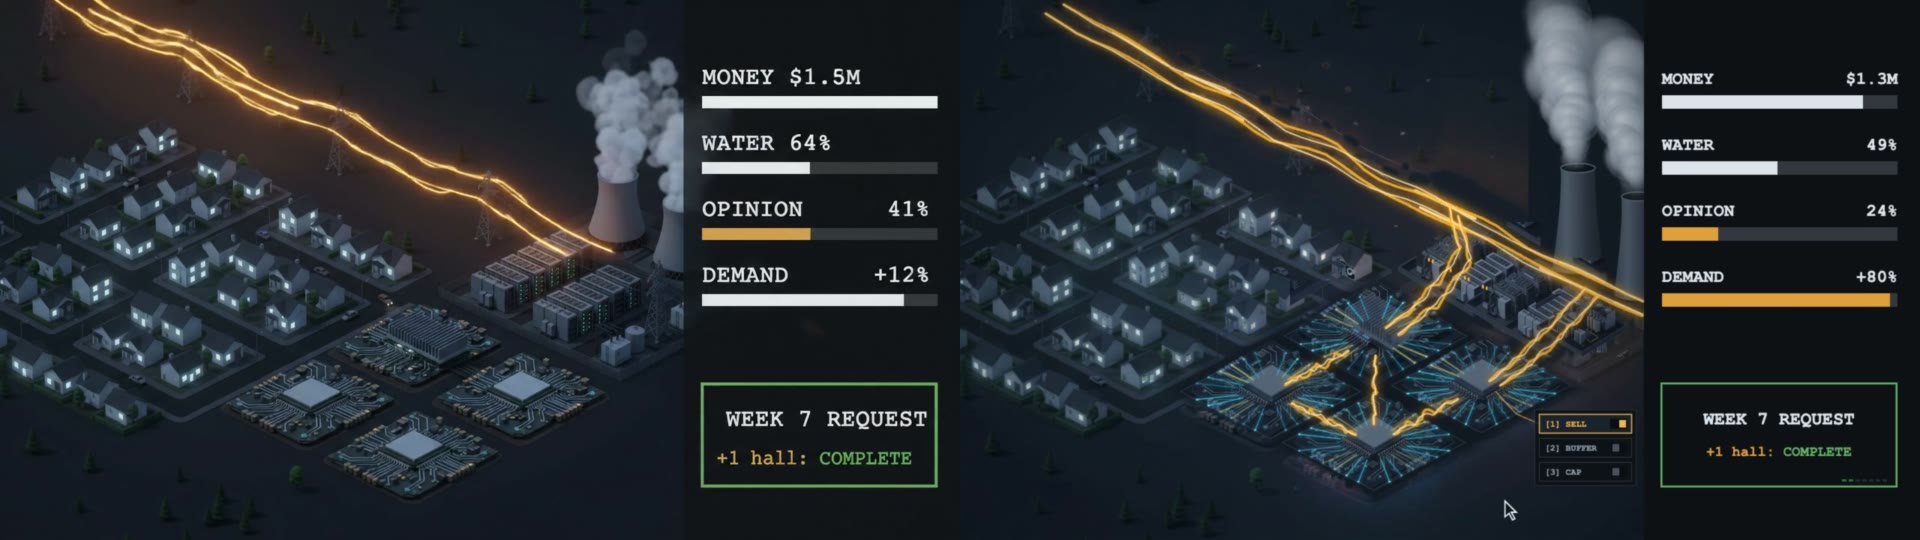 MONEY $1.5M
WATER 64%
OPINION 41%
DEMAND +12%
WEEK 7 REQUEST
+1 hall: COMPLETE
[1] SELL
[2] BUFFER
[3] CAP
MONEY $1.3M
WATER 49%
OPINION 24%
DEMAND +80%
WEEK 7 REQUEST
+1 hall: COMPLETE